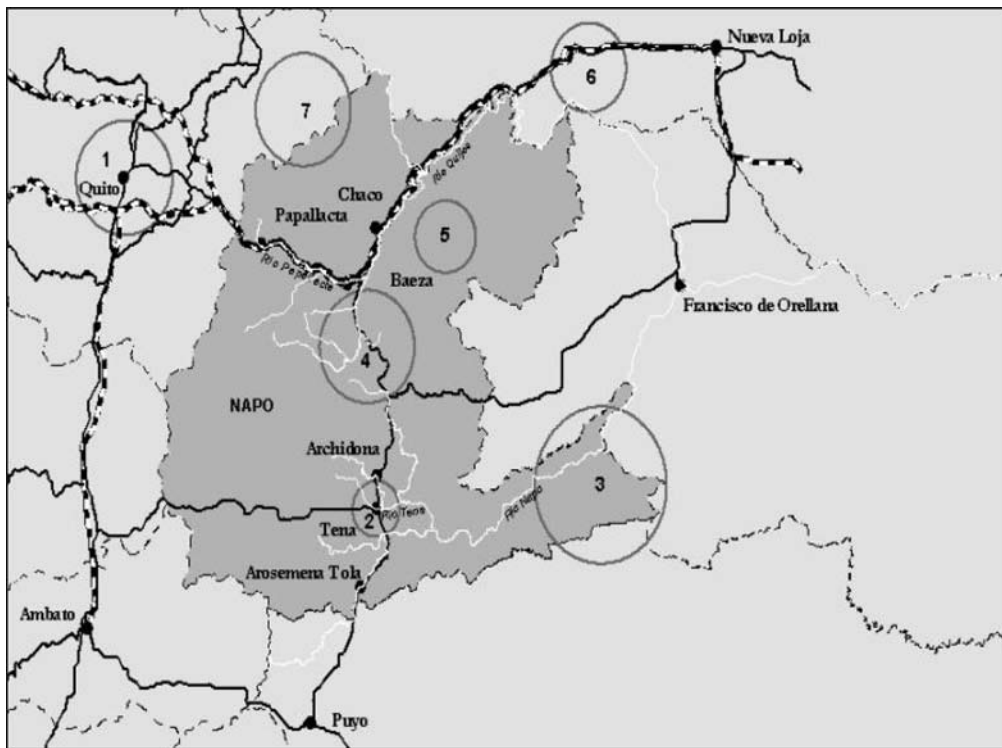 Nueva Loja
6
7
1
Quito
Chaco
Río Quijos
Papallacta
5
Río Papallacta
Baeza
Francisco de Orellana
4
NAPO
Archidona
3
Río Napo
2
Río Tena
Tena
Arosemena Tola
Ambato
Puyo